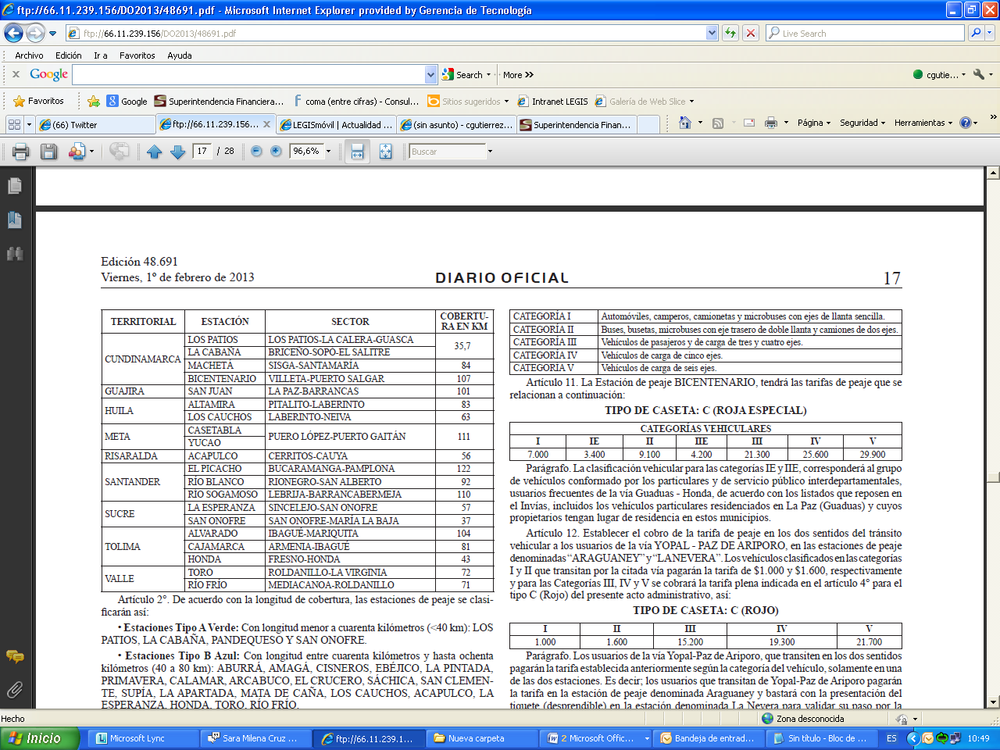 ftp://66.11.239.156/DO2013/48691.pdf - Microsoft Internet Explorer provided by Gerencia de Tecnología
ftp://66.11.239.156/DO2013/48691.pdf
Live Search
Archivo Edición Ir a Favoritos Ayuda
x Google Search More >> cgutie...
Favoritos Google Superintendencia Financiera... coma (entre cifras) - Consul... Sitios sugeridos Intranet LEGIS Galería de Web Slice
(66) Twitter ftp://66.11.239.156... X LEGISmóvil | Actualidad ... (sin asunto) - cgutierrez... Superintendencia Finan... Página Seguridad Herramientas >>
17 / 28 96,6% Buscar
Edición 48.691
Viernes, 1º de febrero de 2013 DIARIO OFICIAL 17
TERRITORIAL ESTACIÓN SECTOR COBERTU-
RA EN KM
CUNDINAMARCA LOS PATIOS LOS PATIOS-LA CALERA-GUASCA 35,7
LA CABAÑA BRICEÑO-SOPO-EL SALITRE
MACHETÁ SISGA-SANTAMARÍA 84
BICENTENARIO VILLETA-PUERTO SALGAR 107
GUAJIRA SAN JUAN LA PAZ-BARRANCAS 101
HUILA ALTAMIRA PITALITO-LABERINTO 83
LOS CAUCHOS LABERINTO-NEIVA 63
META CASETABLA PUERO LÓPEZ-PUERTO GAITÁN 111
YUCAO
RISARALDA ACAPULCO CERRITOS-CAUYA 56
SANTANDER EL PICACHO BUCARAMANGA-PAMPLONA 122
RÍO BLANCO RIONEGRO-SAN ALBERTO 92
RIO SOGAMOSO LEBRIJA-BARRANCABERMEJA 110
SUCRE LA ESPERANZA SINCELEJO-SAN ONOFRE 57
SAN ONOFRE SAN ONOFRE-MARÍA LA BAJA 37
TOLIMA ALVARADO IBAGUÉ-MARIQUITA 104
CAJAMARCA ARMENIA-IBAGUÉ 81
HONDA FRESNO-HONDA 43
VALLE TORO ROLDANILLO-LA VIRGINIA 72
RÍO FRÍO MEDIACANOA-ROLDANILLO 71
Artículo 2°. De acuerdo con la longitud de cobertura, las estaciones de peaje se clasi-
ficarán así:
• Estaciones Tipo A Verde: Con longitud menor a cuarenta kilómetros (<40 km): LOS
PATIOS, LA CABAÑA, PANDEQUESO Y SAN ONOFRE.
• Estaciones Tipo B Azul: Con longitud entre cuarenta kilómetros y hasta ochenta
kilómetros (40 a 80 km): ABURRÁ, AMAGÁ, CISNEROS, EBÉJICO, LA PINTADA,
PRIMAVERA, CALAMAR, ARCABUCO, EL CRUCERO, SÁCHICA, SAN CLEMEN-
TE, SUPÍA, LA APARTADA, MATA DE CAÑA, LOS CAUCHOS, ACAPULCO, LA
ESPERANZA, HONDA, TORO, RÍO FRÍO.
CATEGORÍA I Automóviles, camperos, camionetas y microbuses con ejes de llanta sencilla.
CATEGORÍA II Buses, busetas, microbuses con eje trasero de doble llanta y camiones de dos ejes.
CATEGORÍA III Vehículos de pasajeros y de carga de tres y cuatro ejes.
CATEGORÍA IV Vehículos de carga de cinco ejes.
CATEGORÍA V Vehículos de carga de seis ejes.
Artículo 11. La Estación de peaje BICENTENARIO, tendrá las tarifas de peaje que se
relacionan a continuación:
TIPO DE CASETA: C (ROJA ESPECIAL)
CATEGORÍAS VEHICULARES
I IE II IIE III IV V
7.000 3.400 9.100 4.200 21.300 25.600 29.900
Parágrafo. La clasificación vehicular para las categorías IE y IIE, corresponderá al grupo
de vehículos conformado por los particulares y de servicio público interdepartamentales,
usuarios frecuentes de la vía Guaduas - Honda, de acuerdo con los listados que reposen en
el Invías, incluidos los vehículos particulares residenciados en La Paz (Guaduas) y cuyos
propietarios tengan lugar de residencia en estos municipios.
Artículo 12. Establecer el cobro de la tarifa de peaje en los dos sentidos del tránsito
vehicular a los usuarios de la vía YOPAL - PAZ DE ARIPORO, en las estaciones de peaje
denominadas “ARAGUANEY” y “LANEVERA”. Los vehículos clasificados en las categorías
I y II que transitan por la citada vía pagarán la tarifa de $1.000 y $1.600, respectivamente
y para las Categorías III, IV y V se cobrará la tarifa plena indicada en el artículo 4° para el
tipo C (Rojo) del presente acto administrativo, así:
TIPO DE CASETA: C (ROJO)
I II III IV V
1.000 1.600 15.200 19.300 21.700
Parágrafo. Los usuarios de la vía Yopal-Paz de Ariporo, que transiten en los dos sentidos
pagarán la tarifa establecida anteriormente según la categoría del vehículo, solamente en una
de las dos estaciones. Es decir; los usuarios que transitan de Yopal-Paz de Ariporo pagarán
la tarifa en la estación de peaje denominada Araguaney y bastará con la presentación del
tiquete (desprendible) en la estación denominada La Nevera para validar su paso por la
Hecho Zona desconocida
Inicio Microsoft Lync Sara Milena Cruz ... ftp://66.11.239.1... Nueva carpeta 2 Microsoft Offic... Bandeja de entrad... Sin título - Bloc de ... ES 10:49